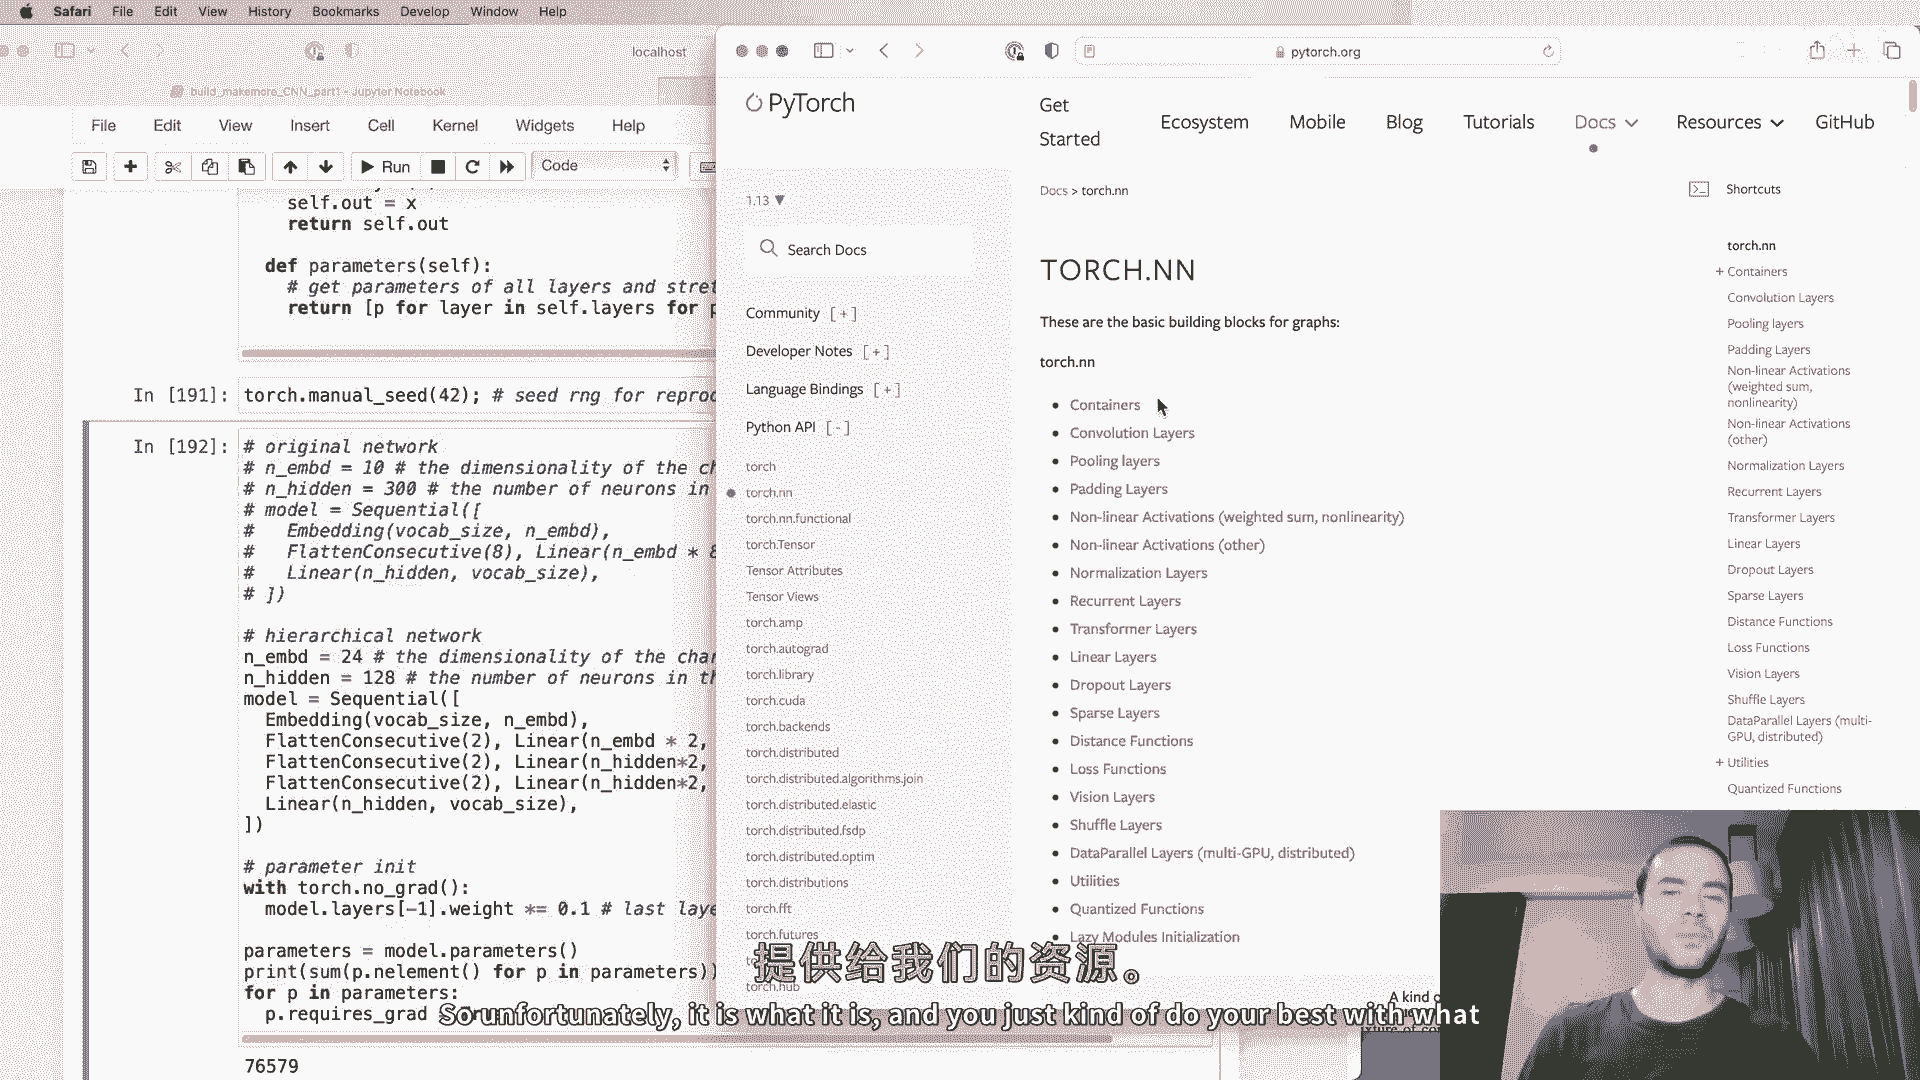 Safari File Edit View History Bookmarks Develop Window Help
localhost
build_makemore_CNN_part1 - Jupyter Notebook
File Edit View Insert Cell Kernel Widgets Help
Run
Code
self.out = x
return self.out
def parameters(self):
# get parameters of all layers and stret
return [p for layer in self.layers for p
In [191]: torch.manual_seed(42); # seed rng for reproc
In [192]: # original network
# n_embd = 10 # the dimensionality of the ch
# n_hidden = 300 # the number of neurons in
# model = Sequential([
#   Embedding(vocab_size, n_embd),
#   FlattenConsecutive(8), Linear(n_embd * 8
#   Linear(n_hidden, vocab_size),
# ])
# hierarchical network
n_embd = 24 # the dimensionality of the char
n_hidden = 128 # the number of neurons in th
model = Sequential([
Embedding(vocab_size, n_embd),
FlattenConsecutive(2), Linear(n_embd * 2,
FlattenConsecutive(2), Linear(n_hidden*2,
FlattenConsecutive(2), Linear(n_hidden*2,
Linear(n_hidden, vocab_size),
])
# parameter init
with torch.no_grad():
model.layers[-1].weight *= 0.1 # last laye
parameters = model.parameters()
print(sum(p.nelement() for p in parameters))
for p in parameters:
p.requires_grad
76579
pytorch.org
PyTorch
Get Started
Ecosystem
Mobile
Blog
Tutorials
Docs
Resources
GitHub
1.13 ▼
Search Docs
Community [ + ]
Developer Notes [ + ]
Language Bindings [ + ]
Python API [ - ]
torch
torch.nn
torch.nn.functional
torch.Tensor
Tensor Attributes
Tensor Views
torch.amp
torch.autograd
torch.library
torch.cuda
torch.backends
torch.distributed
torch.distributed.algorithms.join
torch.distributed.elastic
torch.distributed.fsdp
torch.distributed.optim
torch.distributions
torch.fft
torch.futures
torch.hub
Docs > torch.nn
TORCH.NN
These are the basic building blocks for graphs:
torch.nn
Containers
Convolution Layers
Pooling layers
Padding Layers
Non-linear Activations (weighted sum, nonlinearity)
Non-linear Activations (other)
Normalization Layers
Recurrent Layers
Transformer Layers
Linear Layers
Dropout Layers
Sparse Layers
Distance Functions
Loss Functions
Vision Layers
Shuffle Layers
DataParallel Layers (multi-GPU, distributed)
Utilities
Quantized Functions
Lazy Modules Initialization
A kind o
Shortcuts
torch.nn
+ Containers
Convolution Layers
Pooling layers
Padding Layers
Non-linear Activations
(weighted sum,
nonlinearity)
Non-linear Activations
(other)
Normalization Layers
Recurrent Layers
Transformer Layers
Linear Layers
Dropout Layers
Sparse Layers
Distance Functions
Loss Functions
Vision Layers
Shuffle Layers
DataParallel Layers (multi-
GPU, distributed)
+ Utilities
Quantized Functions
提供给我们的资源。
So unfortunately, it is what it is, and you just kind of do your best with what